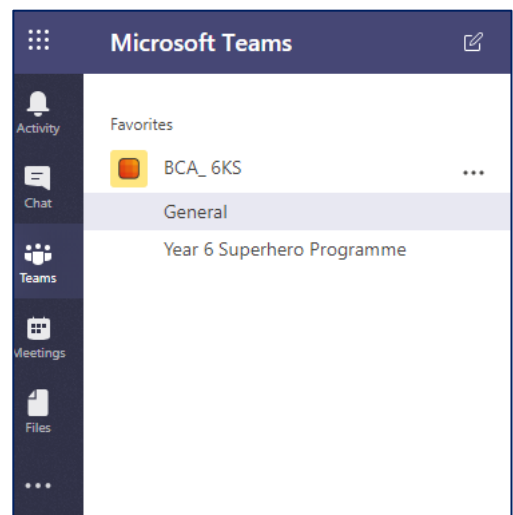 Microsoft Teams
Activity
Chat
Teams
Meetings
Files
Favorites
BCA_ 6KS
General
Year 6 Superhero Programme